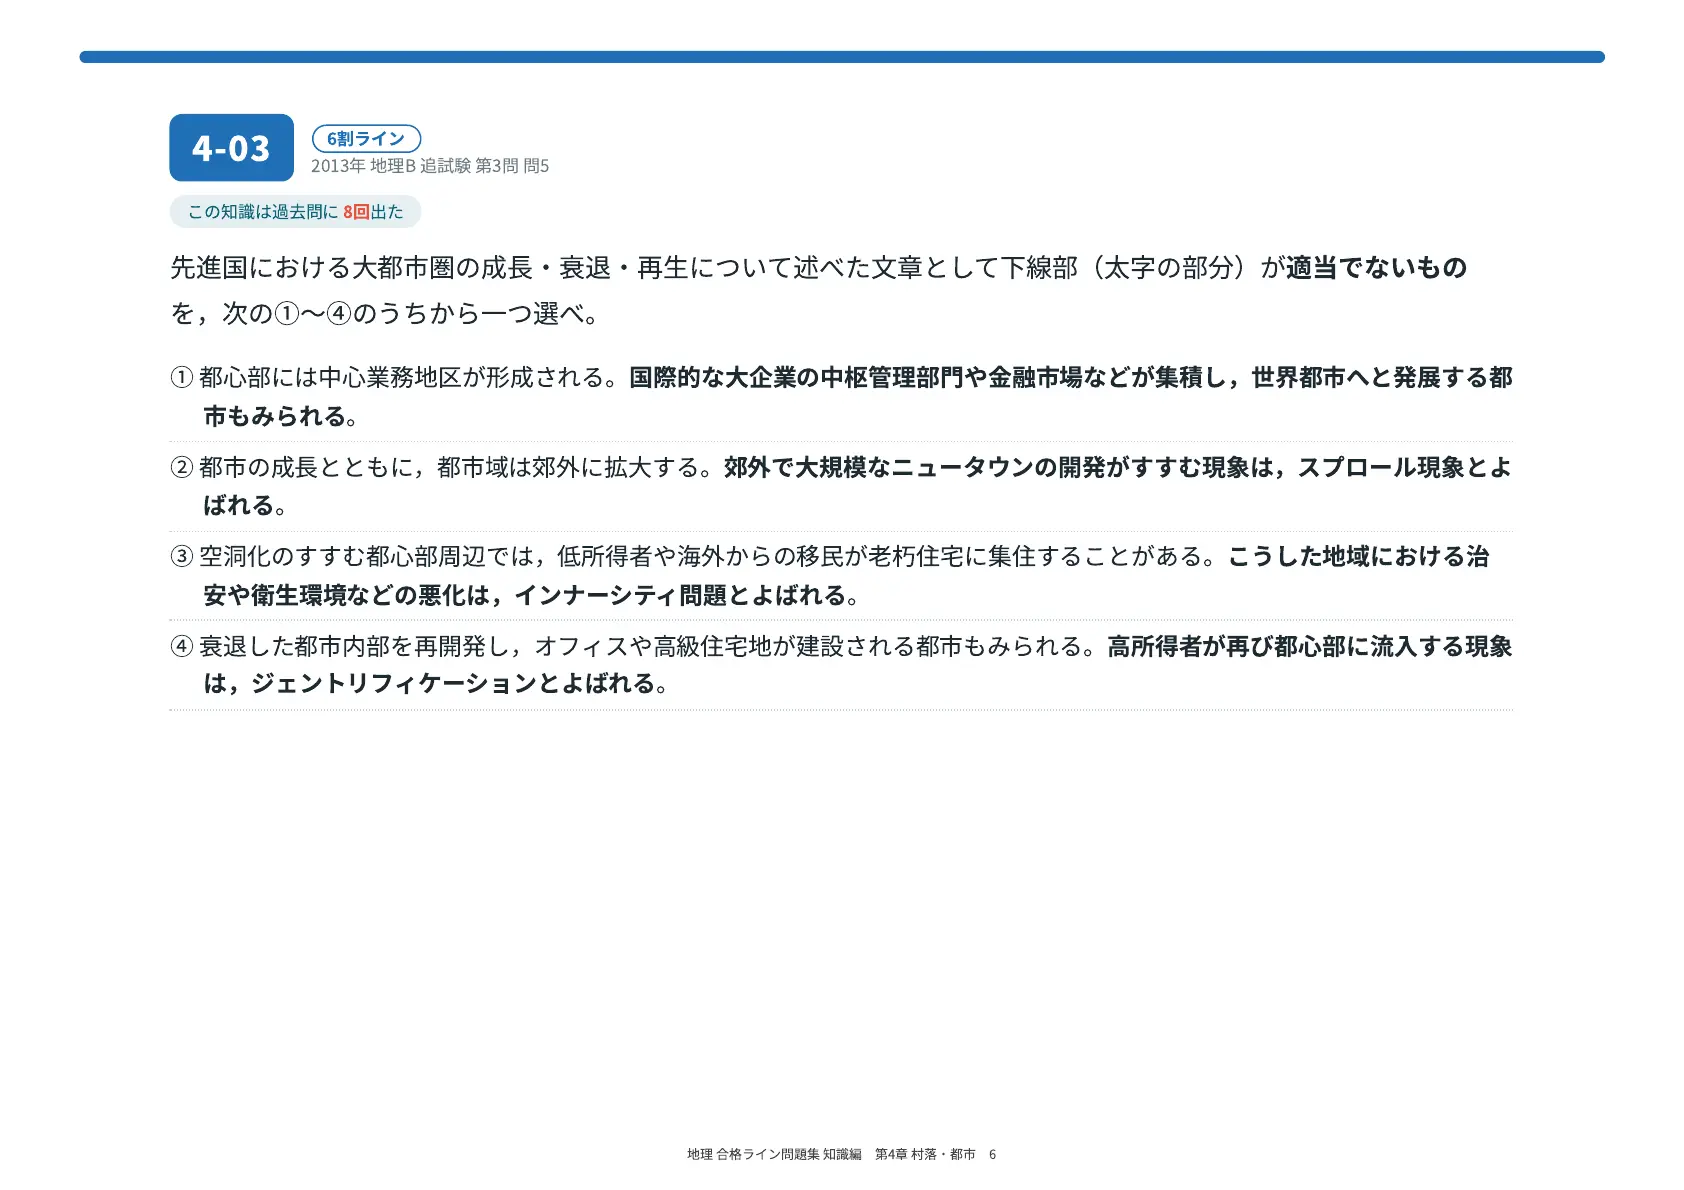 4-03
6割ライン
2013年 地理B 追試験 第3問 問5
この知識は過去問に 8回出た
先進国における大都市圏の成長・衰退・再生について述べた文章として下線部（太字の部分）が適当でないもの
を，次の①〜④のうちから一つ選べ。
① 都心部には中心業務地区が形成される。国際的な大企業の中枢管理部門や金融市場などが集積し，世界都市へと発展する都
市もみられる。
② 都市の成長とともに，都市域は郊外に拡大する。郊外で大規模なニュータウンの開発がすすむ現象は，スプロール現象とよ
ばれる。
③ 空洞化のすすむ都心部周辺では，低所得者や海外からの移民が老朽住宅に集住することがある。こうした地域における治
安や衛生環境などの悪化は，インナーシティ問題とよばれる。
④ 衰退した都市内部を再開発し，オフィスや高級住宅地が建設される都市もみられる。高所得者が再び都心部に流入する現象
は，ジェントリフィケーションとよばれる。
地理 合格ライン問題集 知識編　第4章 村落・都市　6